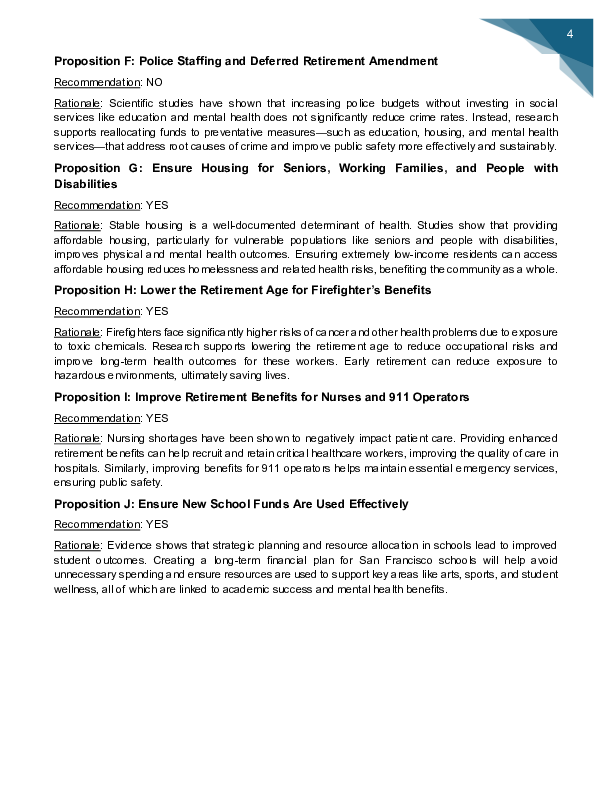 4
Proposition F: Police Staffing and Deferred Retirement Amendment
Recommendation: NO
Rationale: Scientific studies have shown that increasing police budgets without investing in social
services like education and mental health does not significantly reduce crime rates. Instead, research
supports reallocating funds to preventative measures—such as education, housing, and mental health
services—that address root causes of crime and improve public safety more effectively and sustainably.
Proposition G: Ensure Housing for Seniors, Working Families, and People with
Disabilities
Recommendation: YES
Rationale: Stable housing is a well-documented determinant of health. Studies show that providing
affordable housing, particularly for vulnerable populations like seniors and people with disabilities,
improves physical and mental health outcomes. Ensuring extremely low-income residents can access
affordable housing reduces homelessness and related health risks, benefiting the community as a whole.
Proposition H: Lower the Retirement Age for Firefighter's Benefits
Recommendation: YES
Rationale: Firefighters face significantly higher risks of cancer and other health problems due to exposure
to toxic chemicals. Research supports lowering the retirement age to reduce occupational risks and
improve long-term health outcomes for these workers. Early retirement can reduce exposure to
hazardous environments, ultimately saving lives.
Proposition I: Improve Retirement Benefits for Nurses and 911 Operators
Recommendation: YES
Rationale: Nursing shortages have been shown to negatively impact patient care. Providing enhanced
retirement benefits can help recruit and retain critical healthcare workers, improving the quality of care in
hospitals. Similarly, improving benefits for 911 operators helps maintain essential emergency services,
ensuring public safety.
Proposition J: Ensure New School Funds Are Used Effectively
Recommendation: YES
Rationale: Evidence shows that strategic planning and resource allocation in schools lead to improved
student outcomes. Creating a long-term financial plan for San Francisco schools will help avoid
unnecessary spending and ensure resources are used to support key areas like arts, sports, and student
wellness, all of which are linked to academic success and mental health benefits.